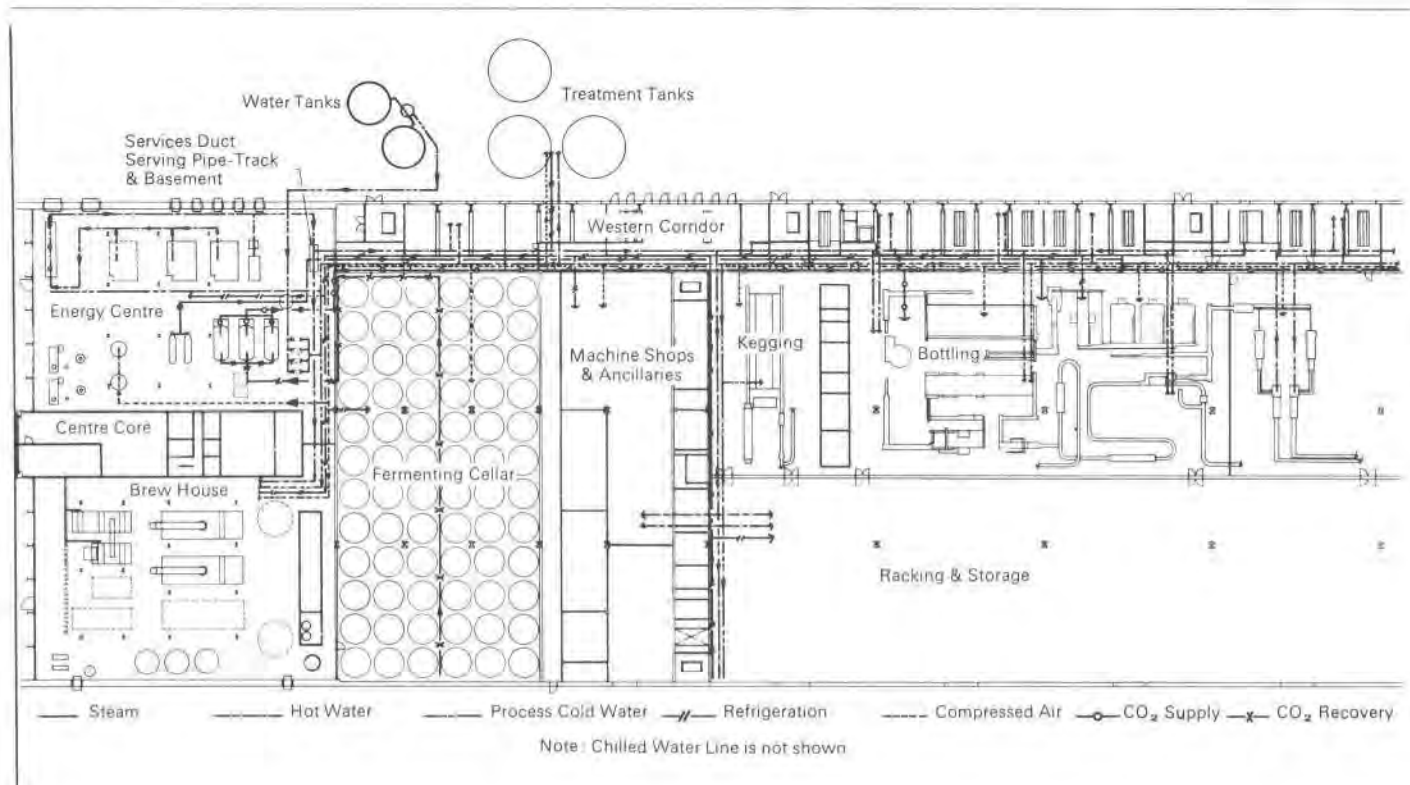 Water Tanks
Treatment Tanks
Services Duct
Serving Pipe-Track
& Basement
Western Corridor
Energy Centre
Machine Shops
& Ancillaries
Kegging
Bottling
Centre Core
Fermenting Cellar
Brew House
Racking & Storage
Steam
Hot Water
Process Cold Water
Refrigeration
Compressed Air
CO₂ Supply
CO₂ Recovery
Note: Chilled Water Line is not shown